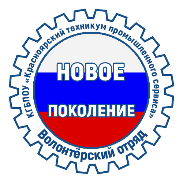 КГБПОУ «Красноярский техникум промышленного сервиса»
НОВОЕ
ПОКОЛЕНИЕ
Волонтёрский отряд